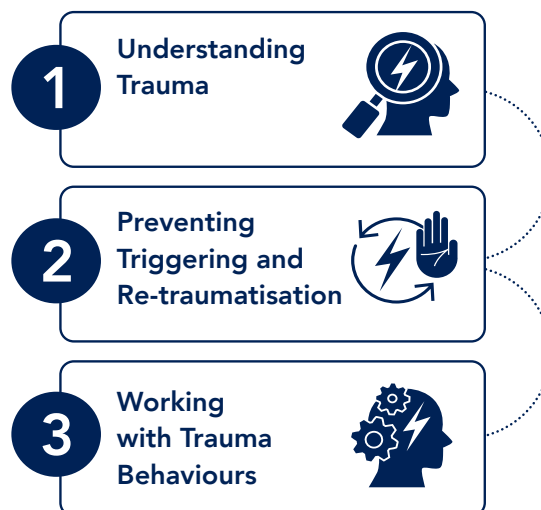 1
Understanding
Trauma
2
Preventing
Triggering and
Re-traumatisation
3
Working
with Trauma
Behaviours